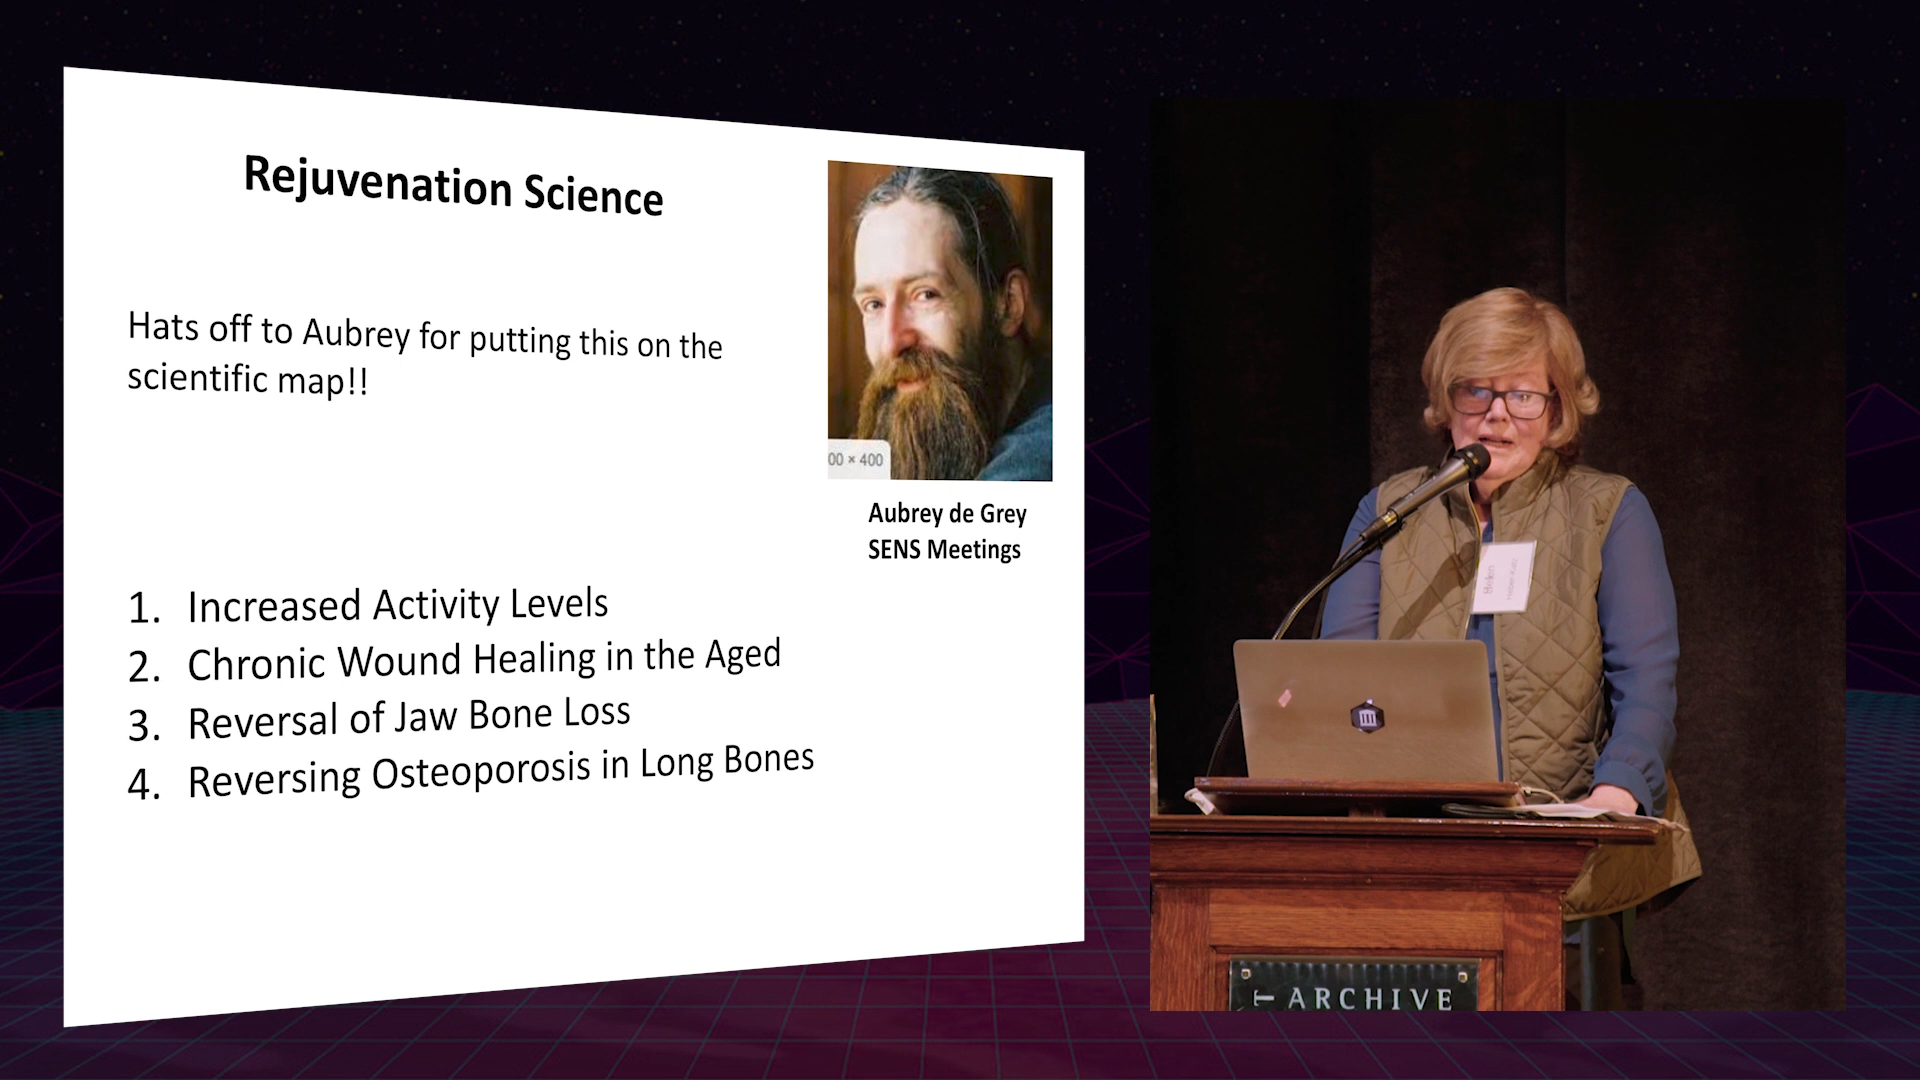 Rejuvenation Science
Hats off to Aubrey for putting this on the
scientific map!!
00 × 400
Aubrey de Grey
SENS Meetings
1. Increased Activity Levels
2. Chronic Wound Healing in the Aged
3. Reversal of Jaw Bone Loss
4. Reversing Osteoporosis in Long Bones
Helen
T ARCHIVE